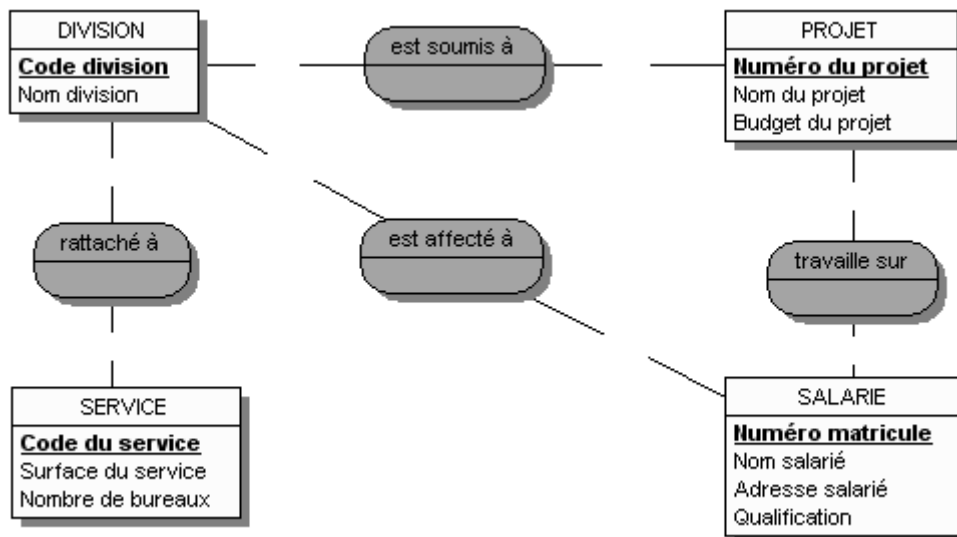 DIVISION
Code division
Nom division
est soumis à
PROJET
Numéro du projet
Nom du projet
Budget du projet
rattaché à
est affecté à
travaille sur
SERVICE
Code du service
Surface du service
Nombre de bureaux
SALARIE
Numéro matricule
Nom salarié
Adresse salarié
Qualification